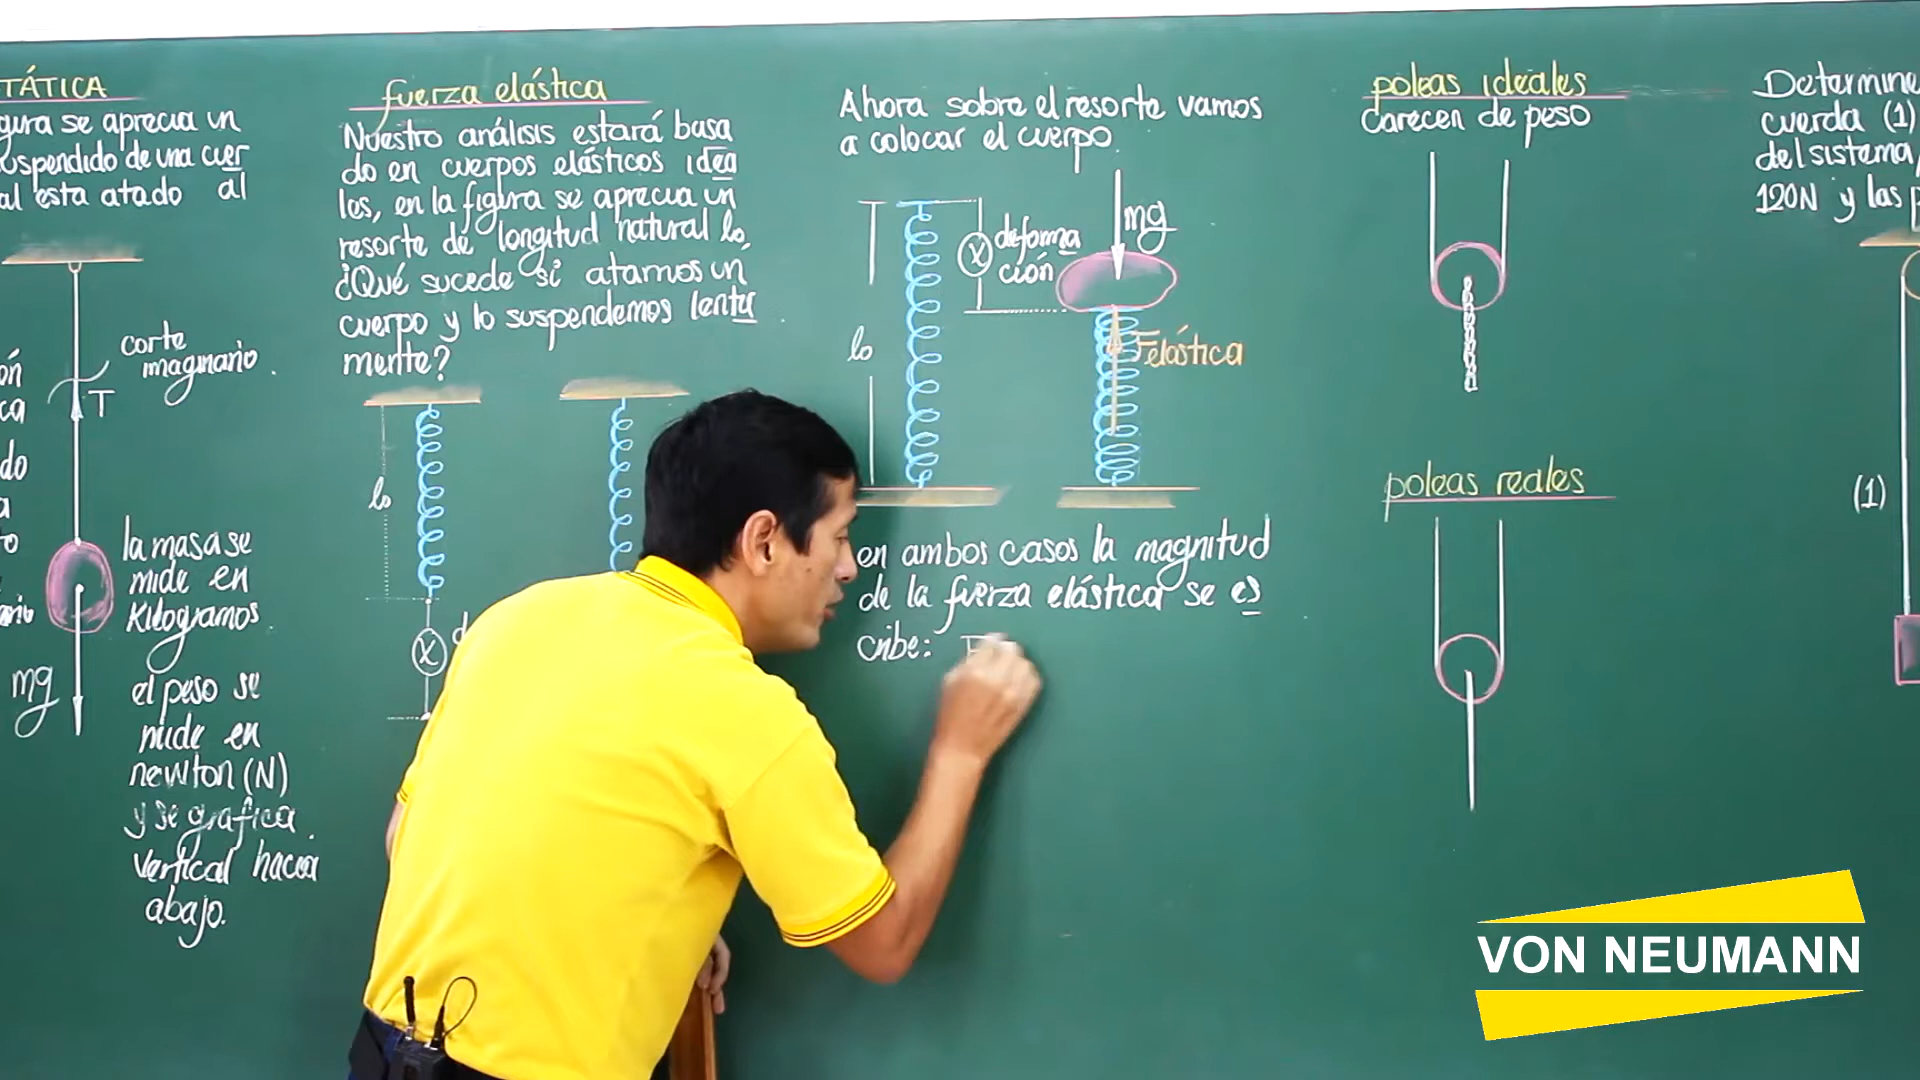 TÁTICA
gura se aprecia un
uspendido de una cuer
al esta atado al
corte
imaginario.
T
ón
ca
do
a
to
la masa se
mide en
Kilogramos.
mg
el peso se
mide en
newton (N)
y se grafica.
vertical hacia
abajo.
fuerza elástica
Nuestro análisis estará basa
do en cuerpos elásticos idea
les, en la figura se aprecia un
resorte de longitud natural lo,
¿Qué sucede si atamos un
cuerpo y lo suspendemos lenta
mente?
lo
x
Ahora sobre el resorte vamos
a colocar el cuerpo.
mg
x
deforma
ción
lo
Felástica
en ambos casos la magnitud
de la fuerza elástica se es
cribe: F
poleas ideales
Carecen de peso
poleas reales
Determine
cuerda (1)
del sistema,
120N y las p
(1)
VON NEUMANN